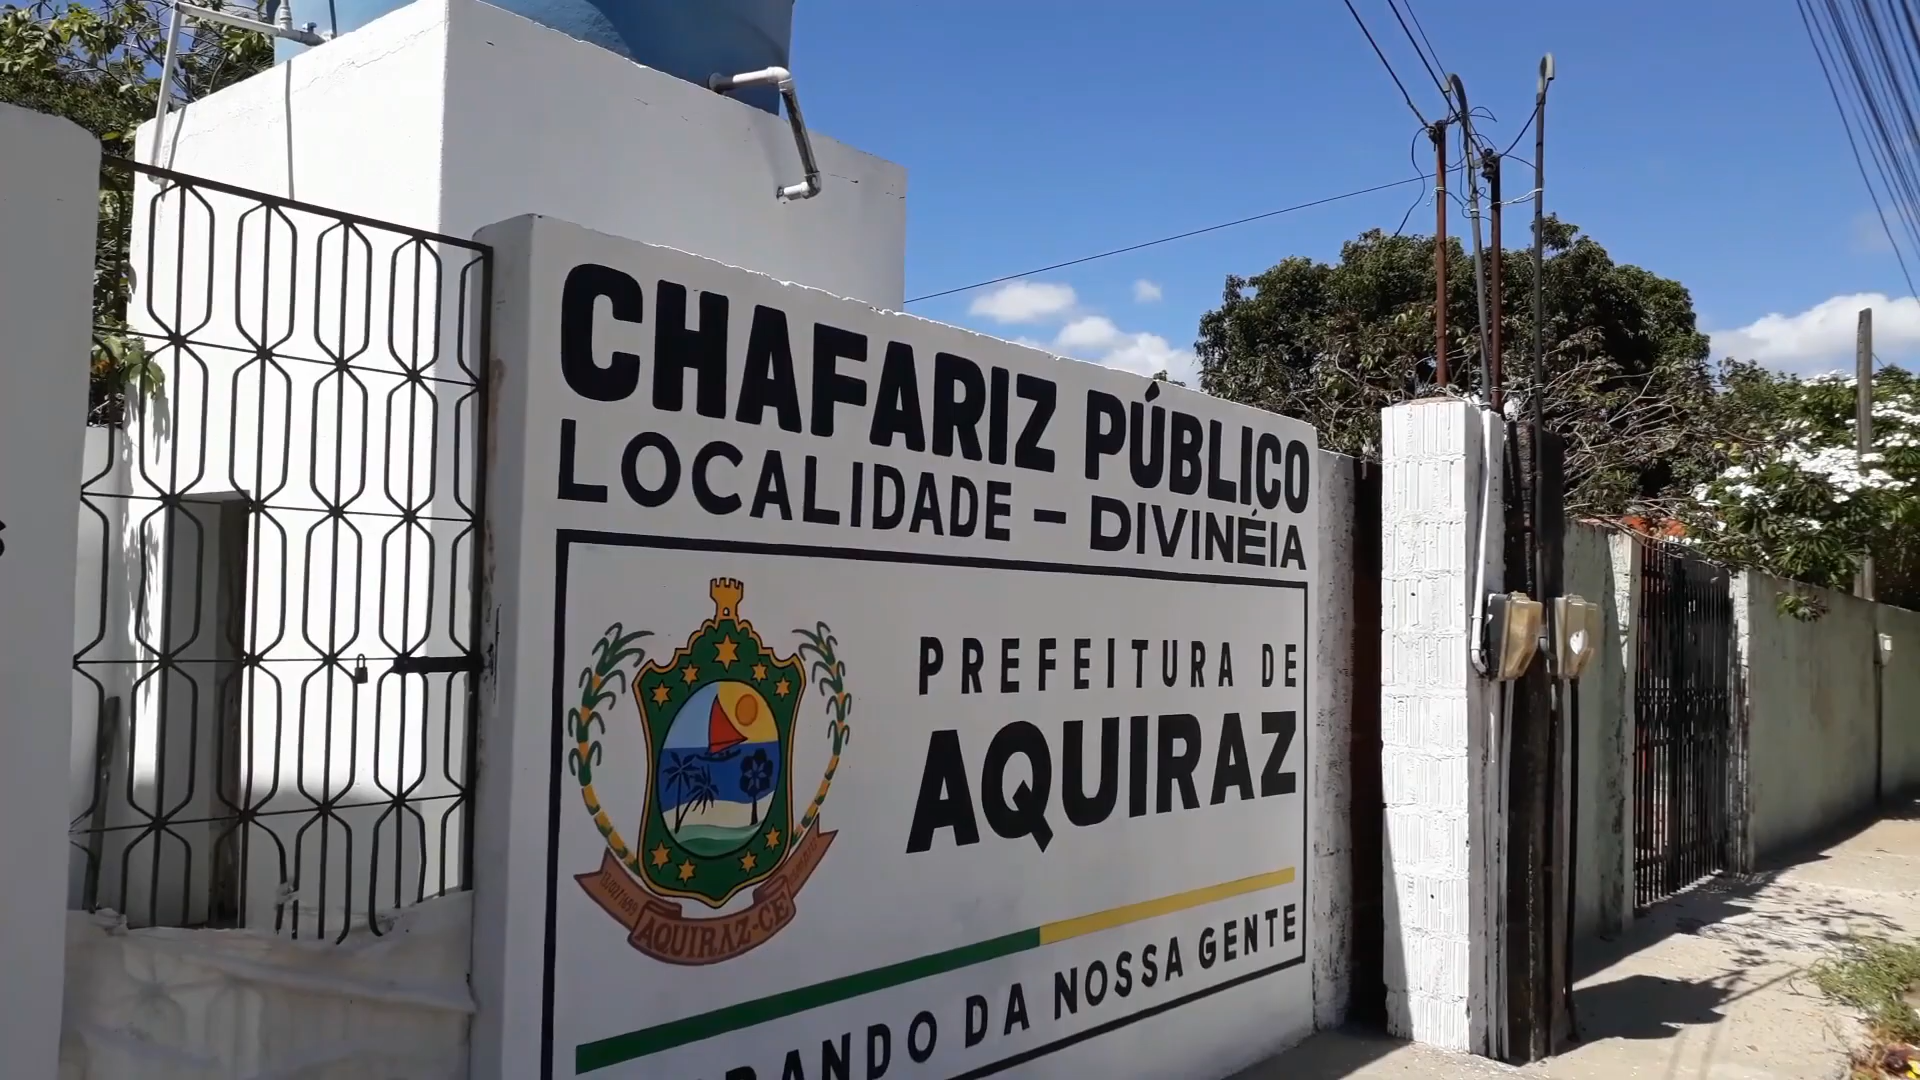 CHAFARIZ PÚBLICO
LOCALIDADE - DIVINÉIA
PREFEITURA DE
AQUIRAZ
AQUIRAZ-CE
DA NOSSA GENTE